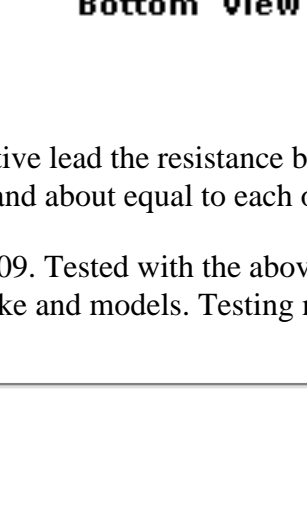 Bottom View
tive lead the resistance b
and about equal to each o
09. Tested with the abov
ke and models. Testing